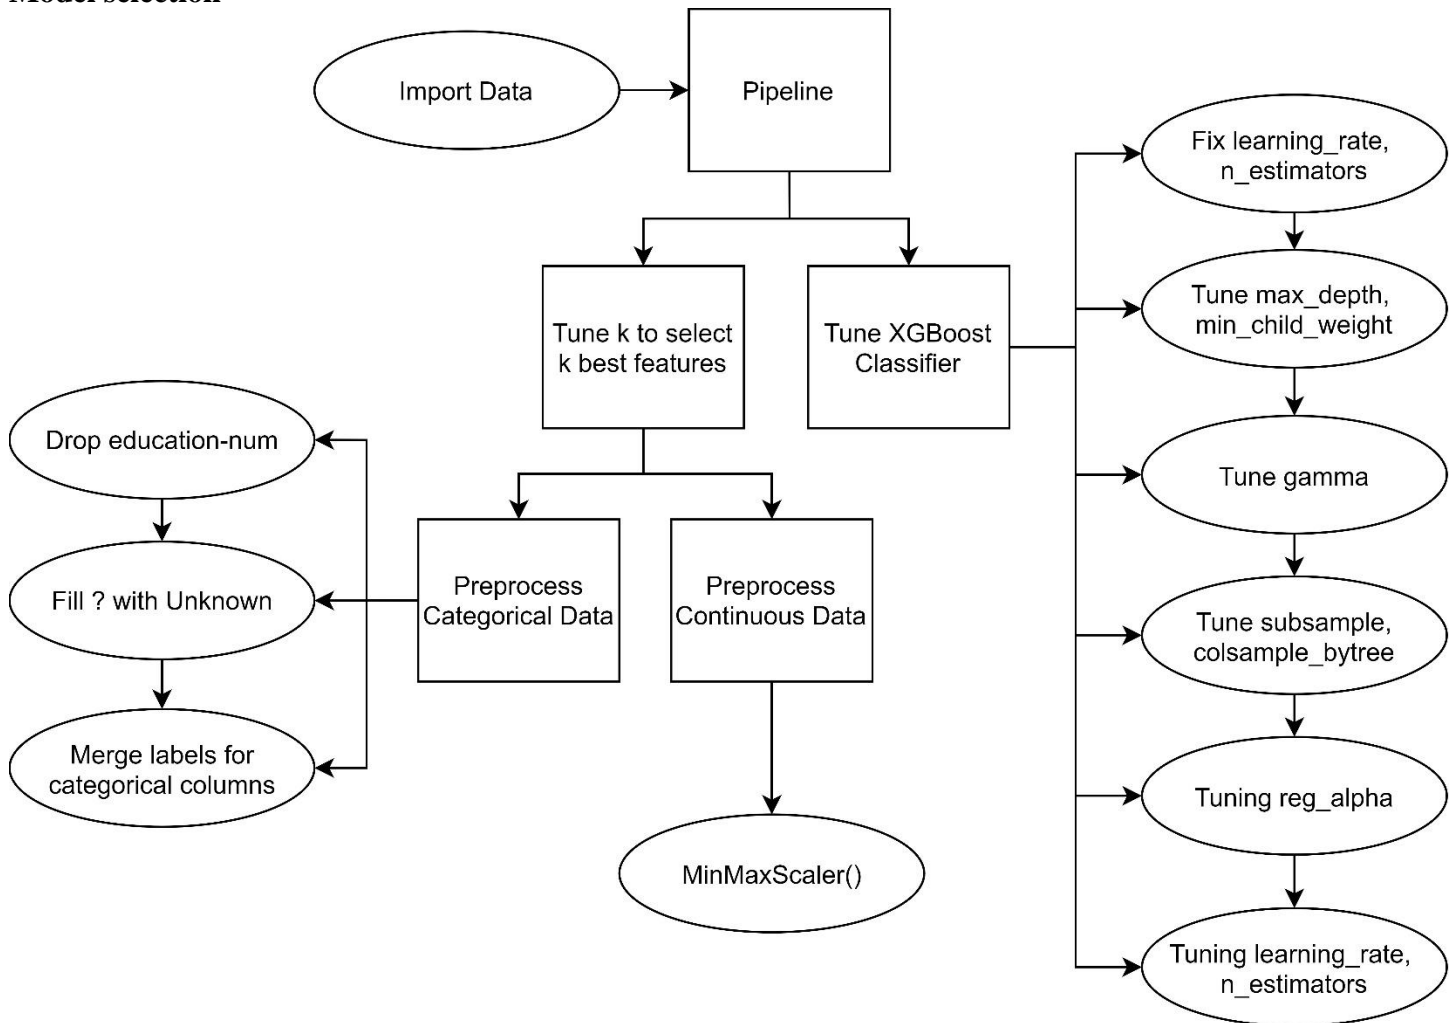 Model selection
Import Data
Pipeline
Fix learning_rate,
n_estimators
Tune max_depth,
min_child_weight
Tune k to select
k best features
Tune XGBoost
Classifier
Drop education-num
Tune gamma
Fill ? with Unknown
Preprocess
Categorical Data
Preprocess
Continuous Data
Tune subsample,
colsample_bytree
Merge labels for
categorical columns
Tuning reg_alpha
MinMaxScaler()
Tuning learning_rate,
n_estimators